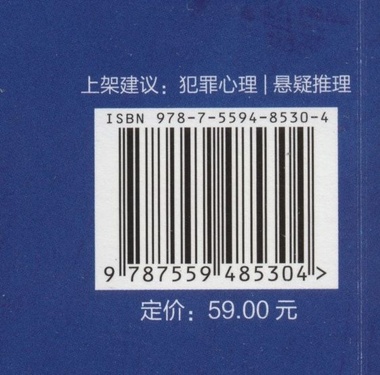 上架建议：犯罪心理|悬疑推理
ISBN 978-7-5594-8530-4
9 787559 485304 >
定价：59.00 元